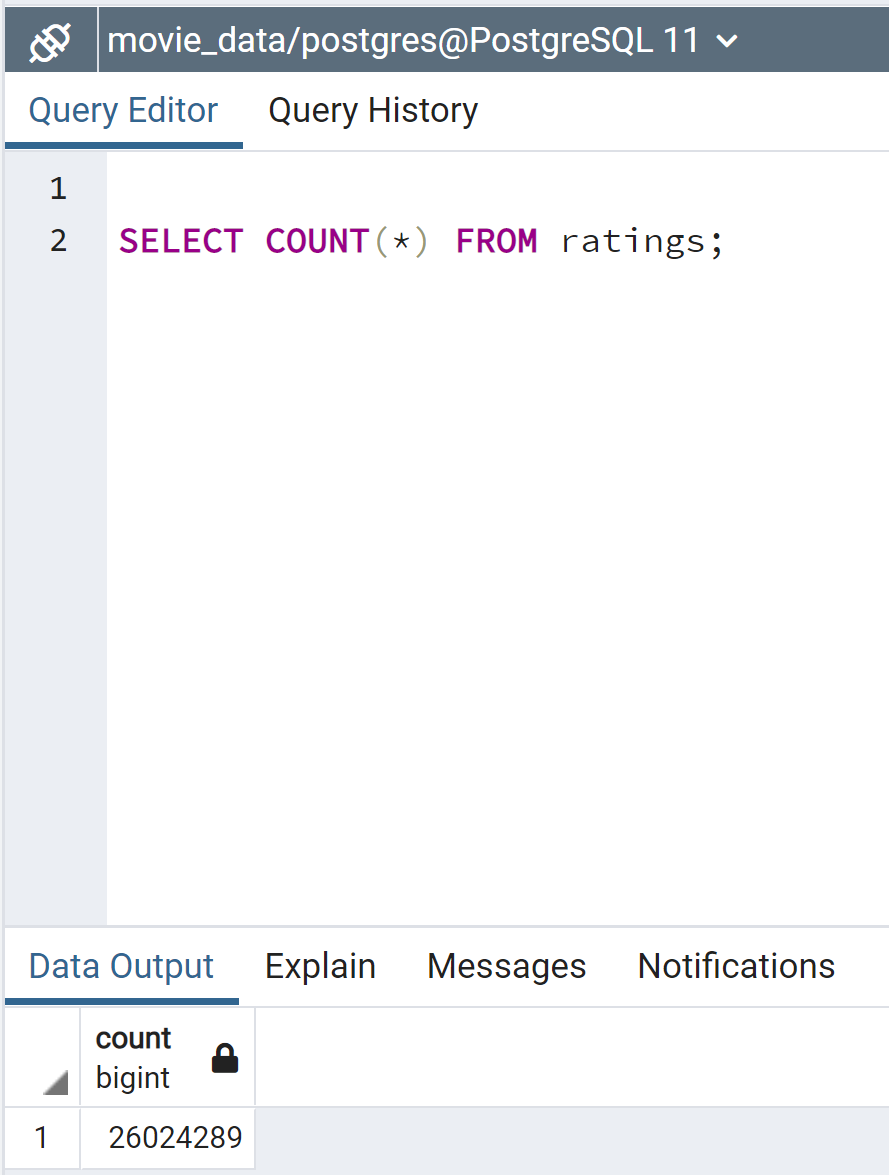 movie_data/postgres@PostgreSQL 11
Query Editor Query History
1
2 SELECT COUNT(*) FROM ratings;
Data Output Explain Messages Notifications
count
bigint
1 26024289